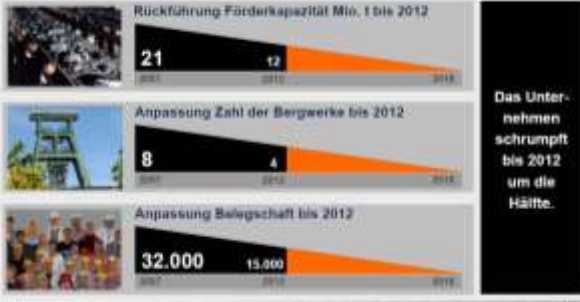 Rückführung Förderkapazität Mio. t bis 2012
21 12
2007 2012 2018
Anpassung Zahl der Bergwerke bis 2012
8 4
2007 2012 2018
Anpassung Belegschaft bis 2012
32.000 15.000
2007 2012 2018
Das Unter-
nehmen
schrumpft
bis 2012
um die
Hälfte.